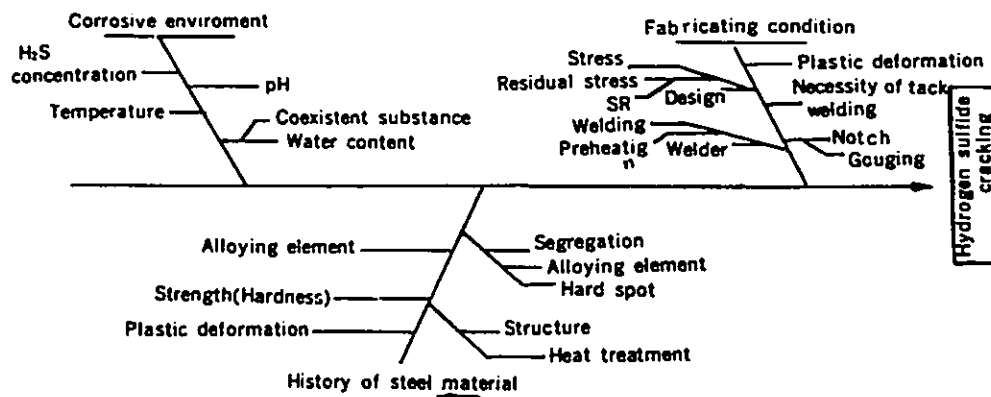 Corrosive enviroment
H₂S
concentration
pH
Temperature
Coexistent substance
Water content
Fabricating condition
Stress
Residual stress
SR
Design
Welding
Preheatig
n
Welder
Plastic deformation
Necessity of tack
welding
Notch
Gouging
Hydrogen sulfide
cracking
Alloying element
Segregation
Alloying element
Hard spot
Strength(Hardness)
Plastic deformation
Structure
Heat treatment
History of steel material